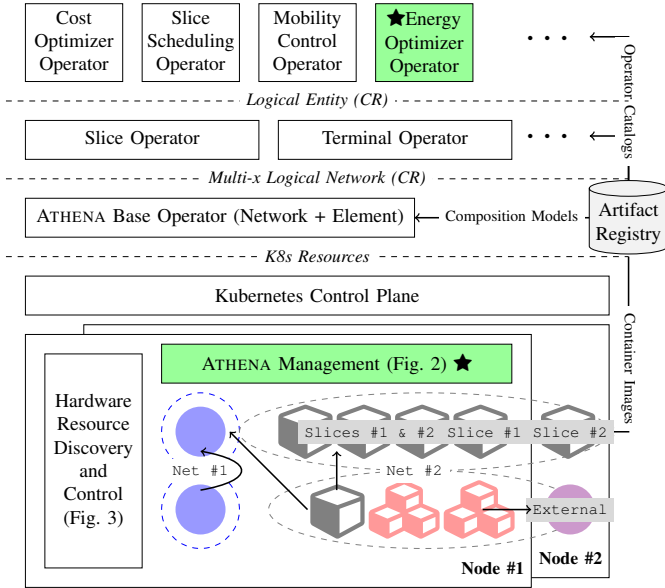 Cost
Optimizer
Operator
Slice
Scheduling
Operator
Mobility
Control
Operator
★Energy
Optimizer
Operator
• • •
Operator Catalogs
Logical Entity (CR)
Slice Operator
Terminal Operator
• • •
Multi-x Logical Network (CR)
ATHENA Base Operator (Network + Element)
Composition Models
Artifact
Registry
K8s Resources
Kubernetes Control Plane
Container Images
Hardware
Resource
Discovery
and
Control
(Fig. 3)
ATHENA Management (Fig. 2) ★
Slices #1 & #2 Slice #1 Slice #2
Net #1
Net #2
External
Node #1
Node #2